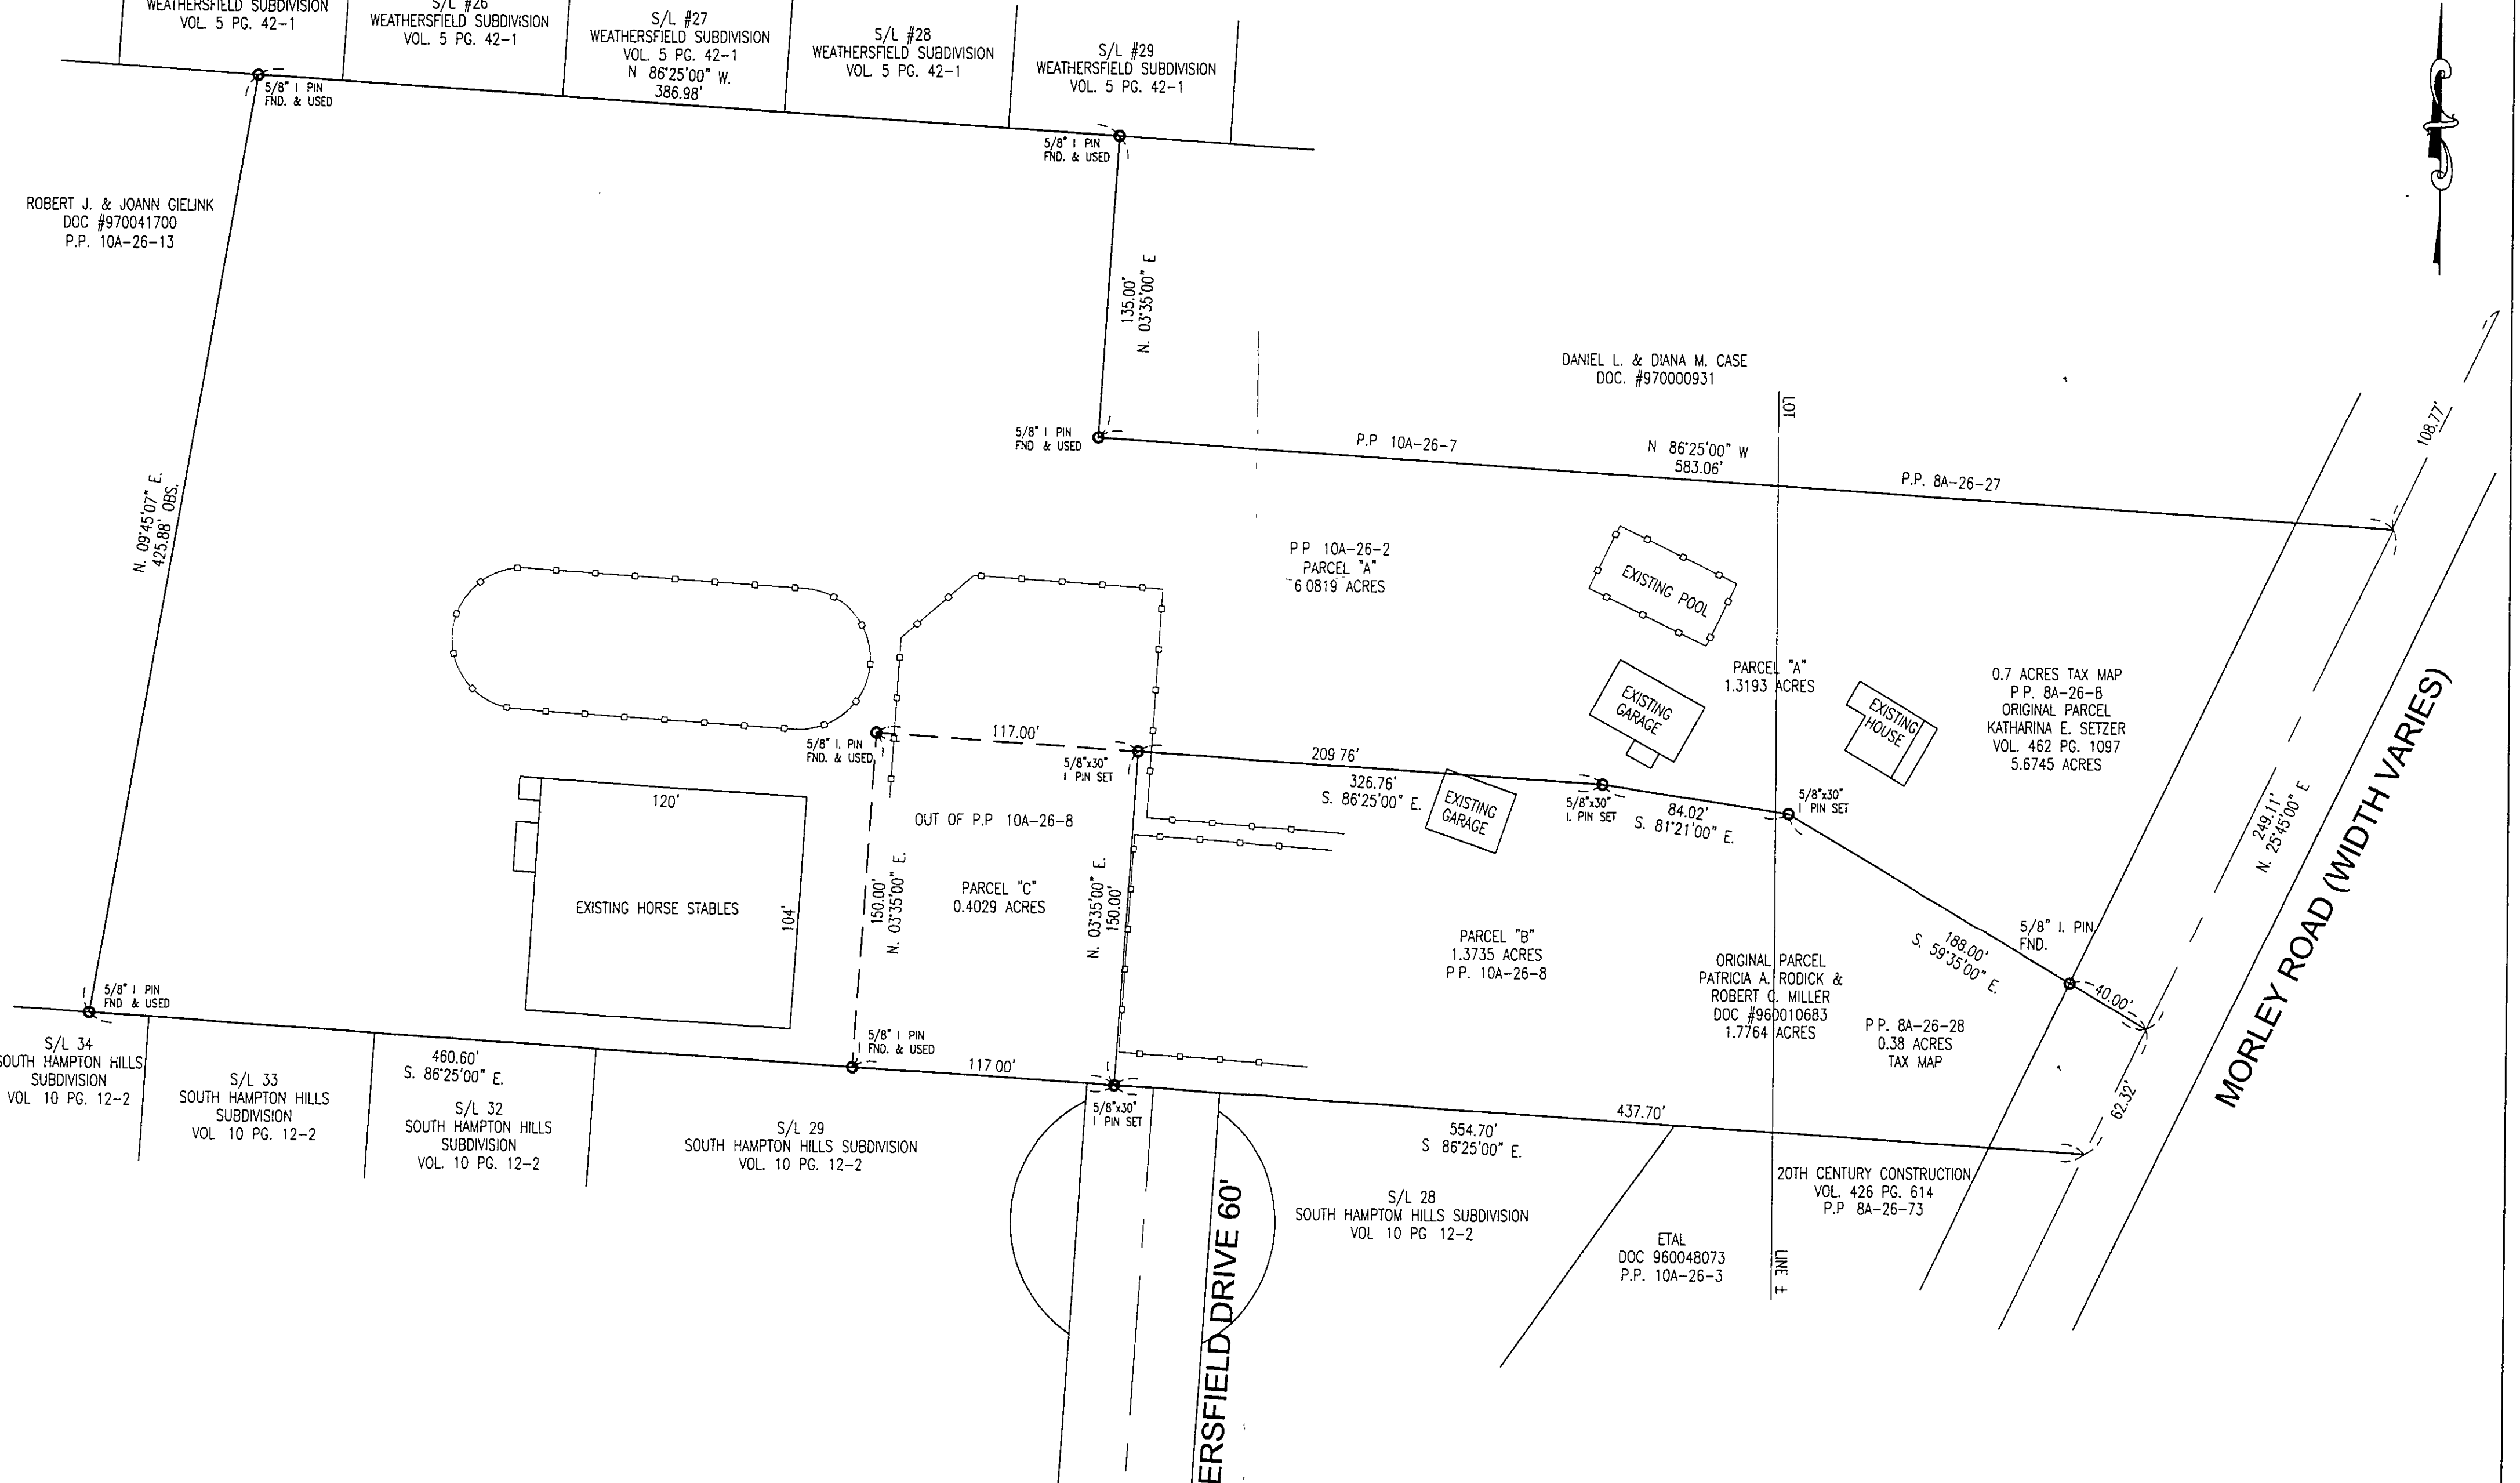 WEATHERSFIELD SUBDIVISION
VOL. 5 PG. 42-1
S/L #26
WEATHERSFIELD SUBDIVISION
VOL. 5 PG. 42-1
S/L #27
WEATHERSFIELD SUBDIVISION
VOL. 5 PG. 42-1
N 86°25'00" W.
386.98'
S/L #28
WEATHERSFIELD SUBDIVISION
VOL. 5 PG. 42-1
S/L #29
WEATHERSFIELD SUBDIVISION
VOL. 5 PG. 42-1
5/8" I PIN
FND. & USED
5/8" I PIN
FND. & USED
ROBERT J. & JOANN GIELINK
DOC #970041700
P.P. 10A-26-13
135.00'
N. 03°35'00" E
DANIEL L. & DIANA M. CASE
DOC. #970000931
LOT
108.77'
5/8" I PIN
FND & USED
P.P 10A-26-7
N 86°25'00" W
583.06'
P.P. 8A-26-27
N. 09°45'07" E.
425.88' OBS.
P P 10A-26-2
PARCEL "A"
6 0819 ACRES
EXISTING POOL
PARCEL "A"
1.3193 ACRES
EXISTING
GARAGE
EXISTING
HOUSE
0.7 ACRES TAX MAP
P P. 8A-26-8
ORIGINAL PARCEL
KATHARINA E. SETZER
VOL. 462 PG. 1097
5.6745 ACRES
MORLEY ROAD (WIDTH VARIES)
249.11'
N. 25°45'00" E
5/8" I. PIN
FND. & USED
117.00'
5/8"x30"
I PIN SET
209 76'
326.76'
S. 86°25'00" E.
EXISTING
GARAGE
5/8"x30"
I. PIN SET
84.02'
S. 81°21'00" E.
5/8"x30"
I PIN SET
120'
EXISTING HORSE STABLES
104'
OUT OF P.P 10A-26-8
150.00'
N. 03°35'00" E.
PARCEL "C"
0.4029 ACRES
N. 03°35'00" E.
150.00'
PARCEL "B"
1.3735 ACRES
P P. 10A-26-8
188.00'
S. 59°35'00" E.
5/8" I. PIN
FND.
40.00'
ORIGINAL PARCEL
PATRICIA A. RODICK &
ROBERT C. MILLER
DOC #960010683
1.7764 ACRES
P P. 8A-26-28
0.38 ACRES
TAX MAP
62.32'
5/8" I PIN
FND & USED
5/8" I PIN
FND. & USED
S/L 34
SOUTH HAMPTON HILLS
SUBDIVISION
VOL 10 PG. 12-2
S/L 33
SOUTH HAMPTON HILLS
SUBDIVISION
VOL 10 PG. 12-2
460.60'
S. 86°25'00" E.
S/L 32
SOUTH HAMPTON HILLS
SUBDIVISION
VOL. 10 PG. 12-2
S/L 29
SOUTH HAMPTON HILLS SUBDIVISION
VOL. 10 PG. 12-2
117 00'
5/8"x30"
I PIN SET
437.70'
554.70'
S 86°25'00" E.
S/L 28
SOUTH HAMPTOM HILLS SUBDIVISION
VOL 10 PG 12-2
20TH CENTURY CONSTRUCTION
VOL. 426 PG. 614
P.P 8A-26-73
ETAL
DOC 960048073
P.P. 10A-26-3
LINE ±
ERSFIELD DRIVE 60'